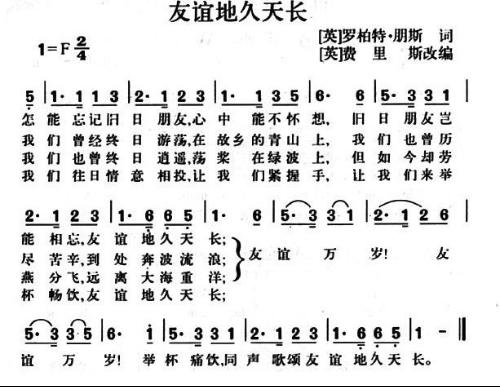 友谊地久天长
1=F 2/4
[英]罗柏特·朋斯 词
[英]费 里 斯改编
5 | 1· 1 1 3 | 2· 1 2 3 | 1· 1 3 5 | 6· 6 | 5· 3 3 1 |
怎 能 忘记旧 日 朋友,心 中 能不怀 想, 旧 日 朋友岂
我 们 曾经终 日 游荡,在 故乡的青山 上, 我 们 也曾历
我 们 也曾终 日 逍遥,荡 桨 在绿波 上, 但 如 今却劳
我 们 往日情 意 相投,让 我 们 紧握 手, 让 我 们来举
2· 1 2 3 | 1· 6 6 5 | 1· 5 | 5·3 3 5 | 2·1 2 6 |
能 相忘,友 谊 地久天 长;
尽 苦辛,到 处 奔波流 浪;
燕 分飞,远 离 大海重 洋;
杯 畅饮,友 谊 地久天 长;
友 谊 万 岁! 友
5·3 3 5 | 6· 1 | 5· 3 3 1 | 2· 1 2 3 | 1· 6 6 5 | 1 - ‖
谊 万 岁! 举 杯 痛饮,同 声 歌颂友 谊 地久天 长。